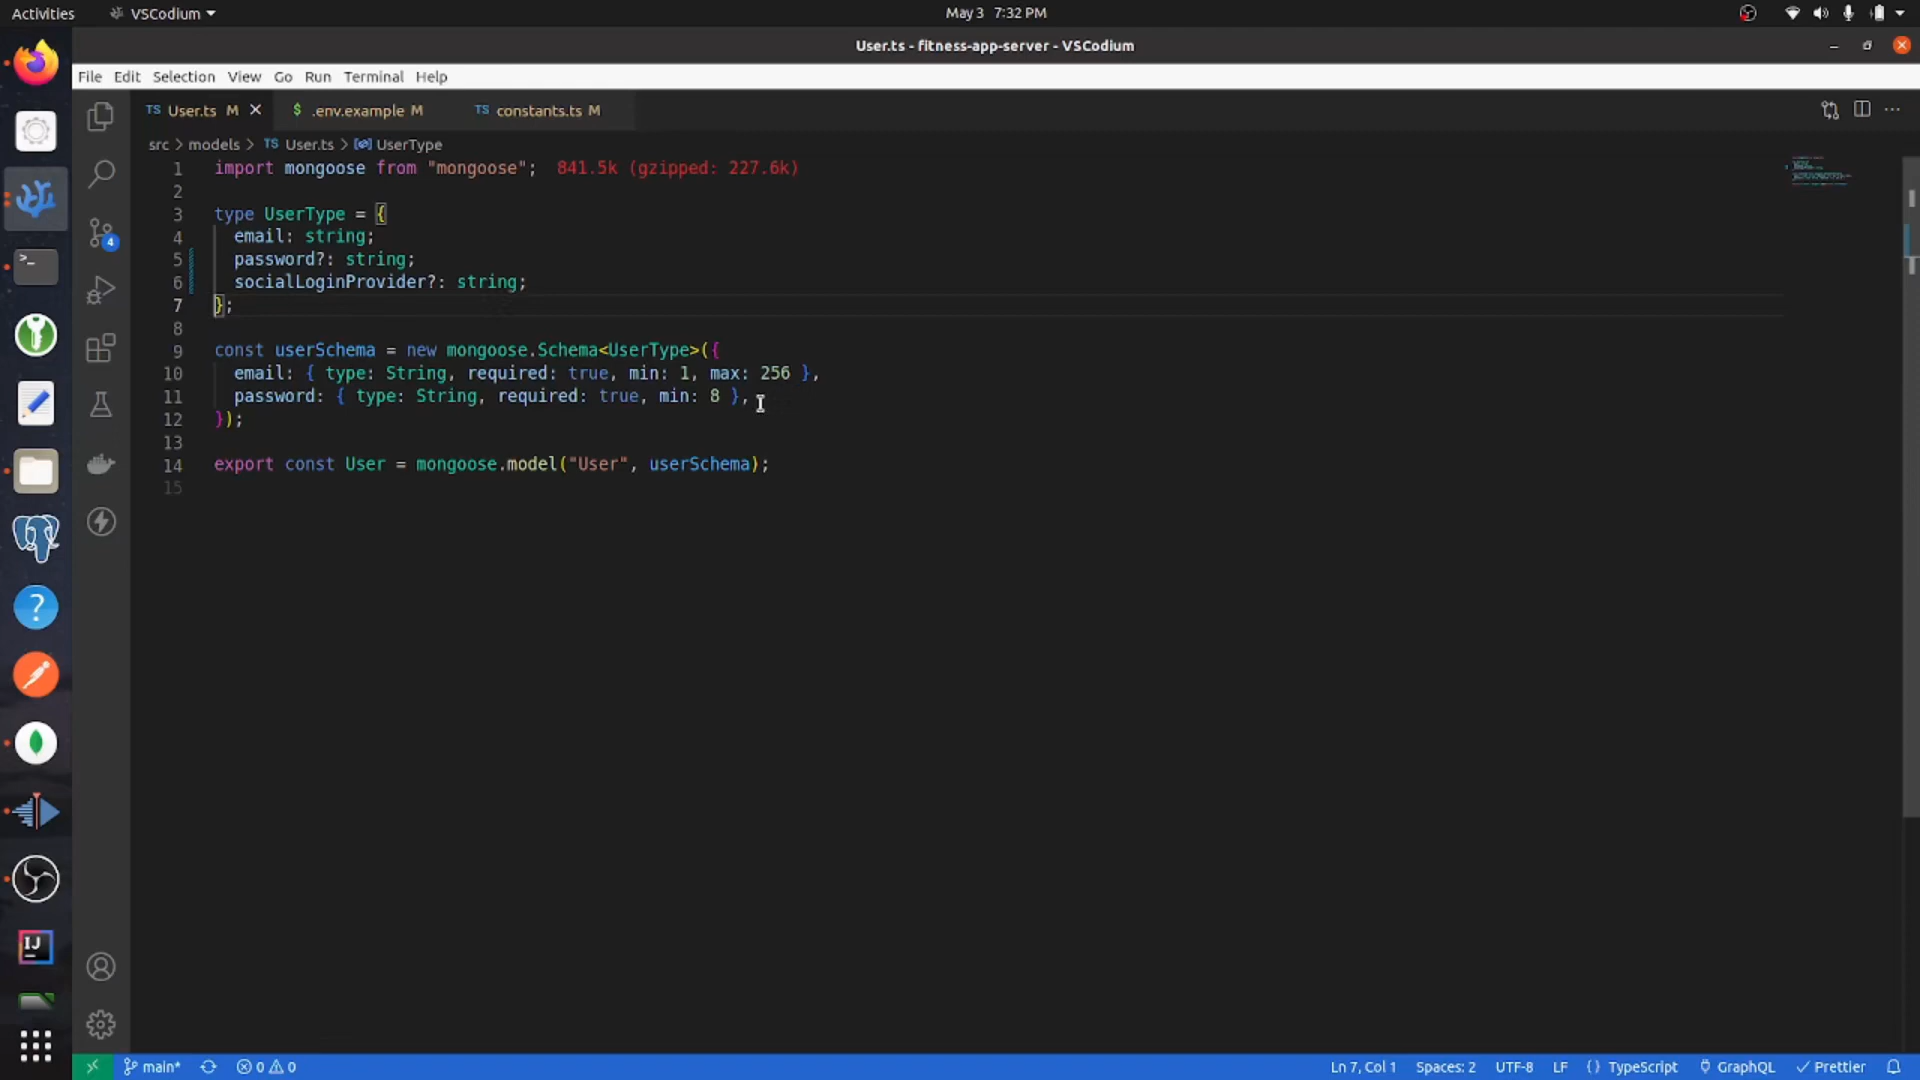 Activities VSCodium May 3 7:32 PM
User.ts - fitness-app-server - VSCodium
File Edit Selection View Go Run Terminal Help
TS User.ts M $ .env.example M TS constants.ts M
src > models > TS User.ts > UserType
1 import mongoose from "mongoose"; 841.5k (gzipped: 227.6k)
2
3 type UserType = {
4 email: string;
5 password?: string;
6 socialLoginProvider?: string;
7 };
8
9 const userSchema = new mongoose.Schema<UserType>({
10 email: { type: String, required: true, min: 1, max: 256 },
11 password: { type: String, required: true, min: 8 },
12 });
13
14 export const User = mongoose.model("User", userSchema);
15
4
IJ
main* 0 0 Ln 7, Col 1 Spaces: 2 UTF-8 LF {} TypeScript GraphQL Prettier